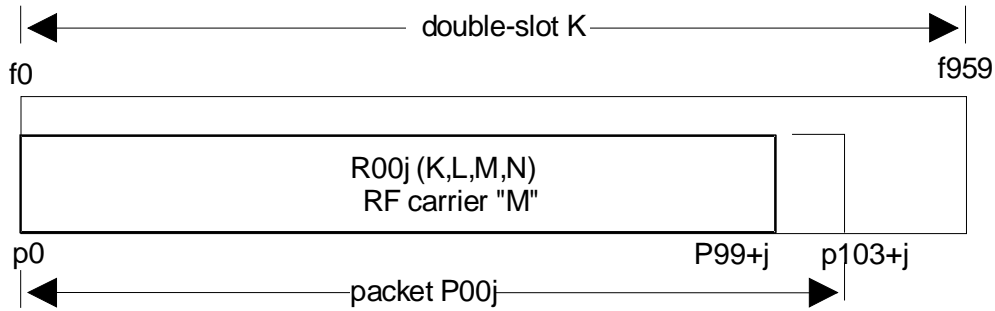 double-slot K
f0 f959
R00j (K,L,M,N)
RF carrier "M"
p0 P99+j p103+j
packet P00j